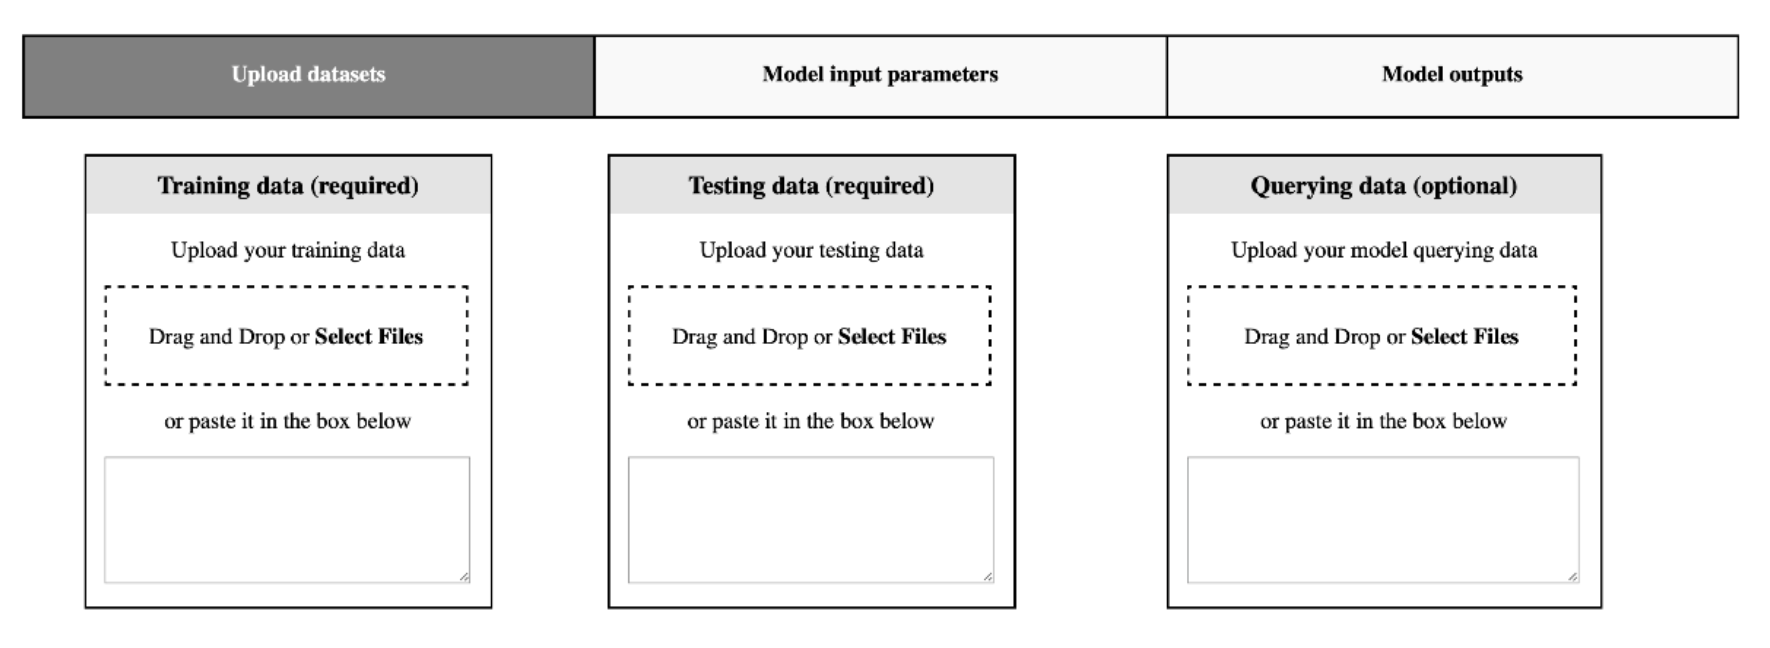 Upload datasets
Model input parameters
Model outputs
Training data (required)
Upload your training data
Drag and Drop or Select Files
or paste it in the box below
Testing data (required)
Upload your testing data
Drag and Drop or Select Files
or paste it in the box below
Querying data (optional)
Upload your model querying data
Drag and Drop or Select Files
or paste it in the box below